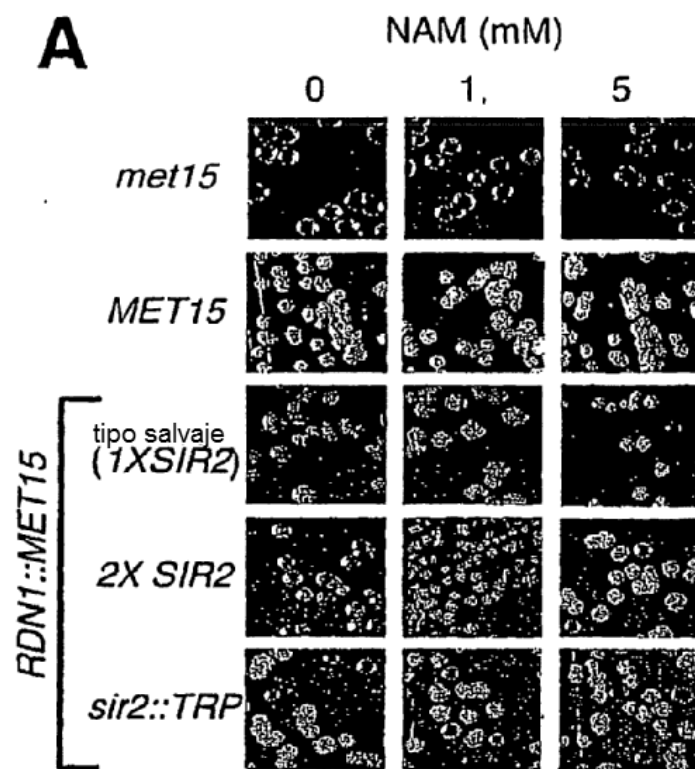 A
NAM (mM)
0 1. 5
met15
MET15
RDN1::MET15
tipo salvaje
(1XSIR2)
2X SIR2
sir2::TRP